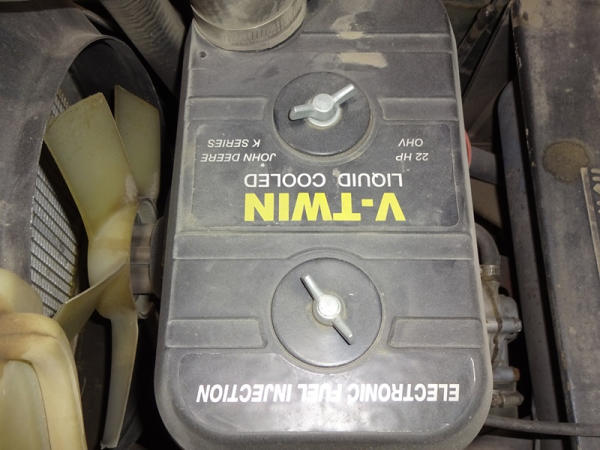 ELECTRONIC FUEL INJECTION
V-TWIN
LIQUID COOLED
22 HP JOHN DEERE
OHV K SERIES